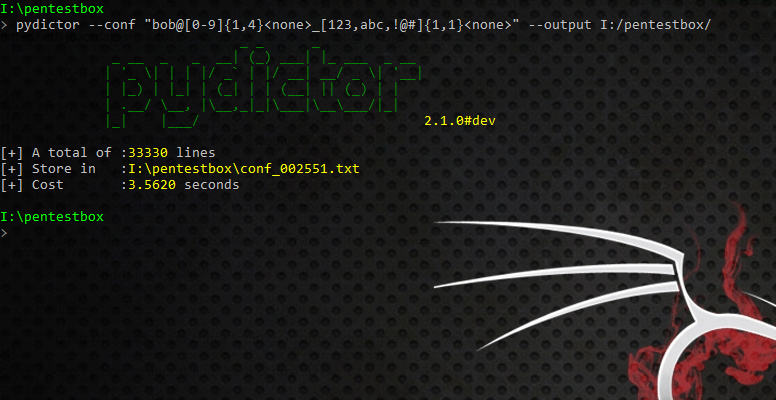 I:\pentestbox
> pydictor --conf "bob@[0-9]{1,4}<none>_[123,abc,!@#]{1,1}<none>" --output I:/pentestbox/
pydictor
2.1.0#dev
[+] A total of :33330 lines
[+] Store in :I:\pentestbox\conf_002551.txt
[+] Cost :3.5620 seconds
I:\pentestbox
>